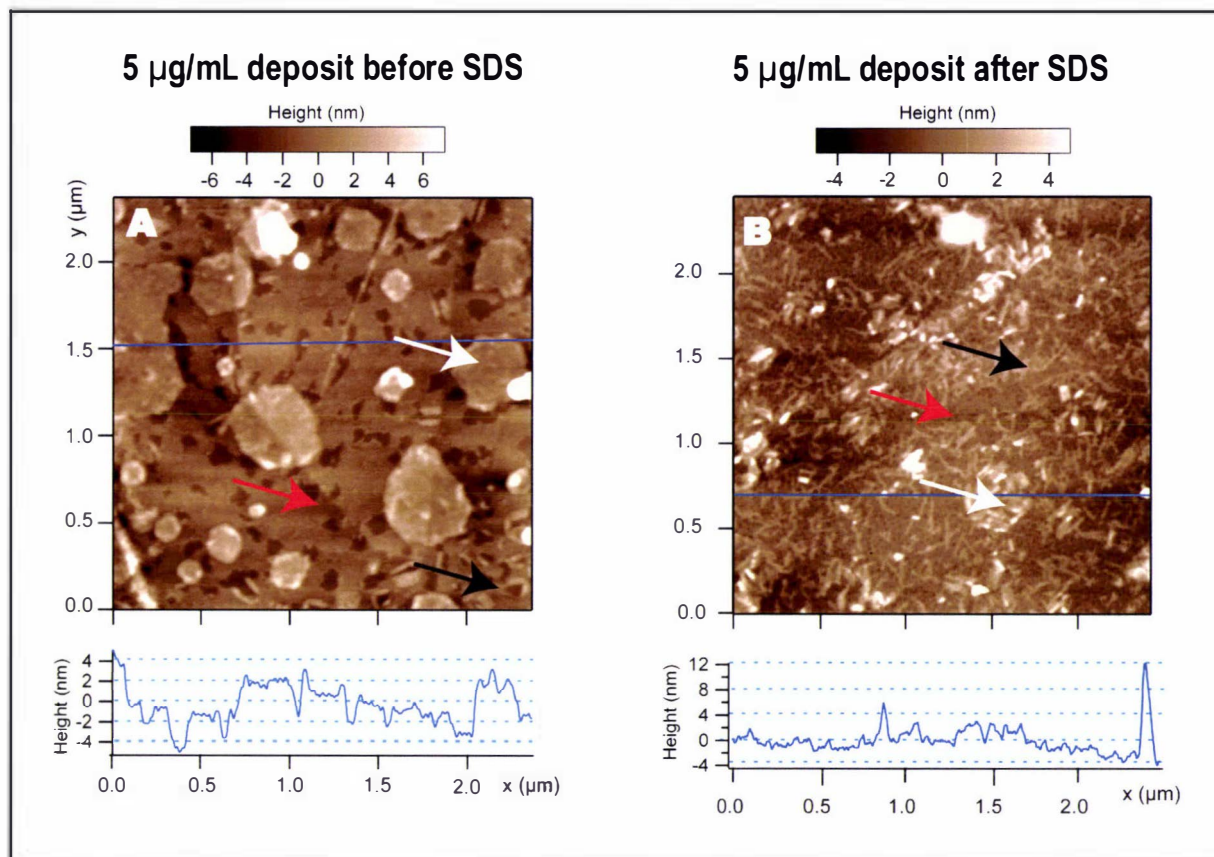 5 µg/mL deposit before SDS
Height (nm)
-6 -4 -2 0 2 4 6
A
y (µm)
2.0
1.5
1.0
0.5
0.0
Height (nm)
4
2
0
-2
-4
0.0 0.5 1.0 1.5 2.0 x (µm)
5 µg/mL deposit after SDS
Height (nm)
-4 -2 0 2 4
B
2.0
1.5
1.0
0.5
0.0
Height (nm)
12
8
4
0
-4
0.0 0.5 1.0 1.5 2.0 x (µm)